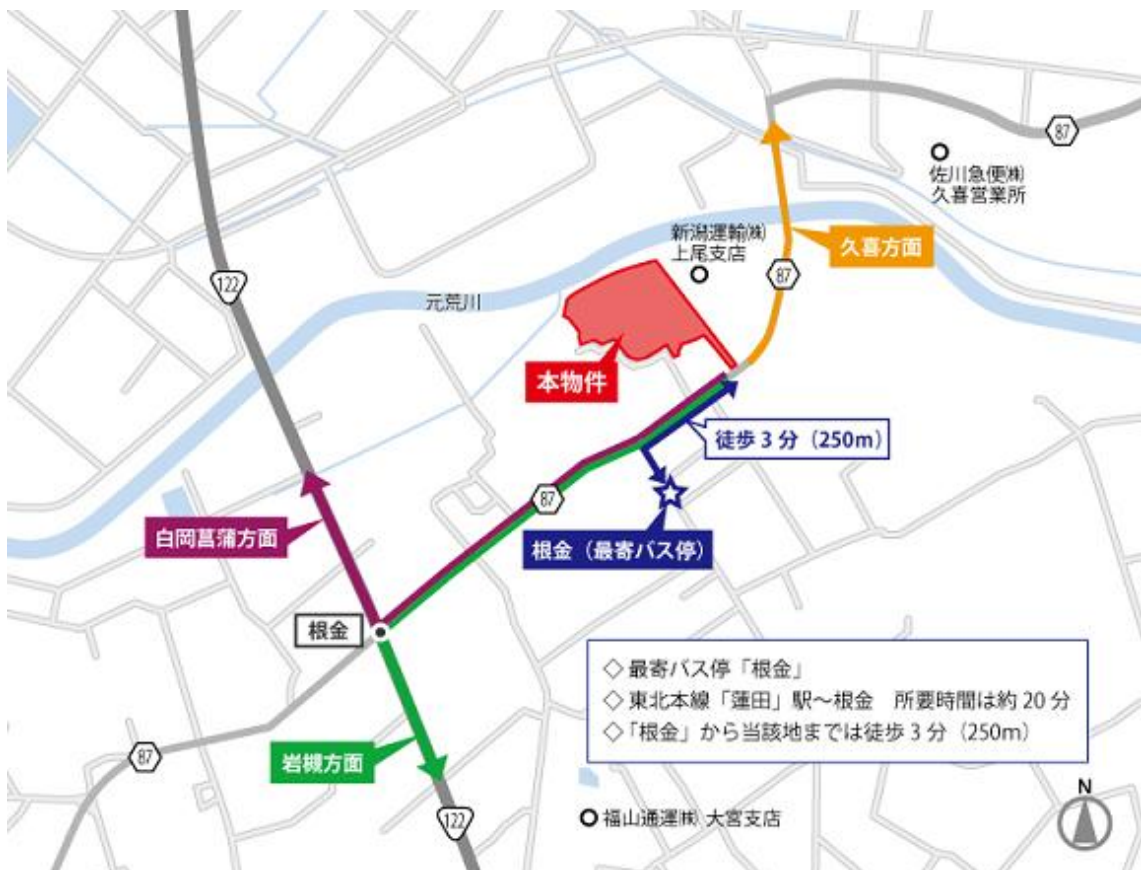 87
佐川急便㈱
久喜営業所
新潟運輸㈱
上尾支店
久喜方面
87
122
元荒川
本物件
徒歩 3 分（250m）
87
白岡菖蒲方面
根金（最寄バス停）
根金
◇ 最寄バス停「根金」
◇ 東北本線「蓮田」駅～根金　所要時間は約 20 分
◇「根金」から当該地までは徒歩 3 分（250m）
87
岩槻方面
122
福山通運㈱ 大宮支店
N